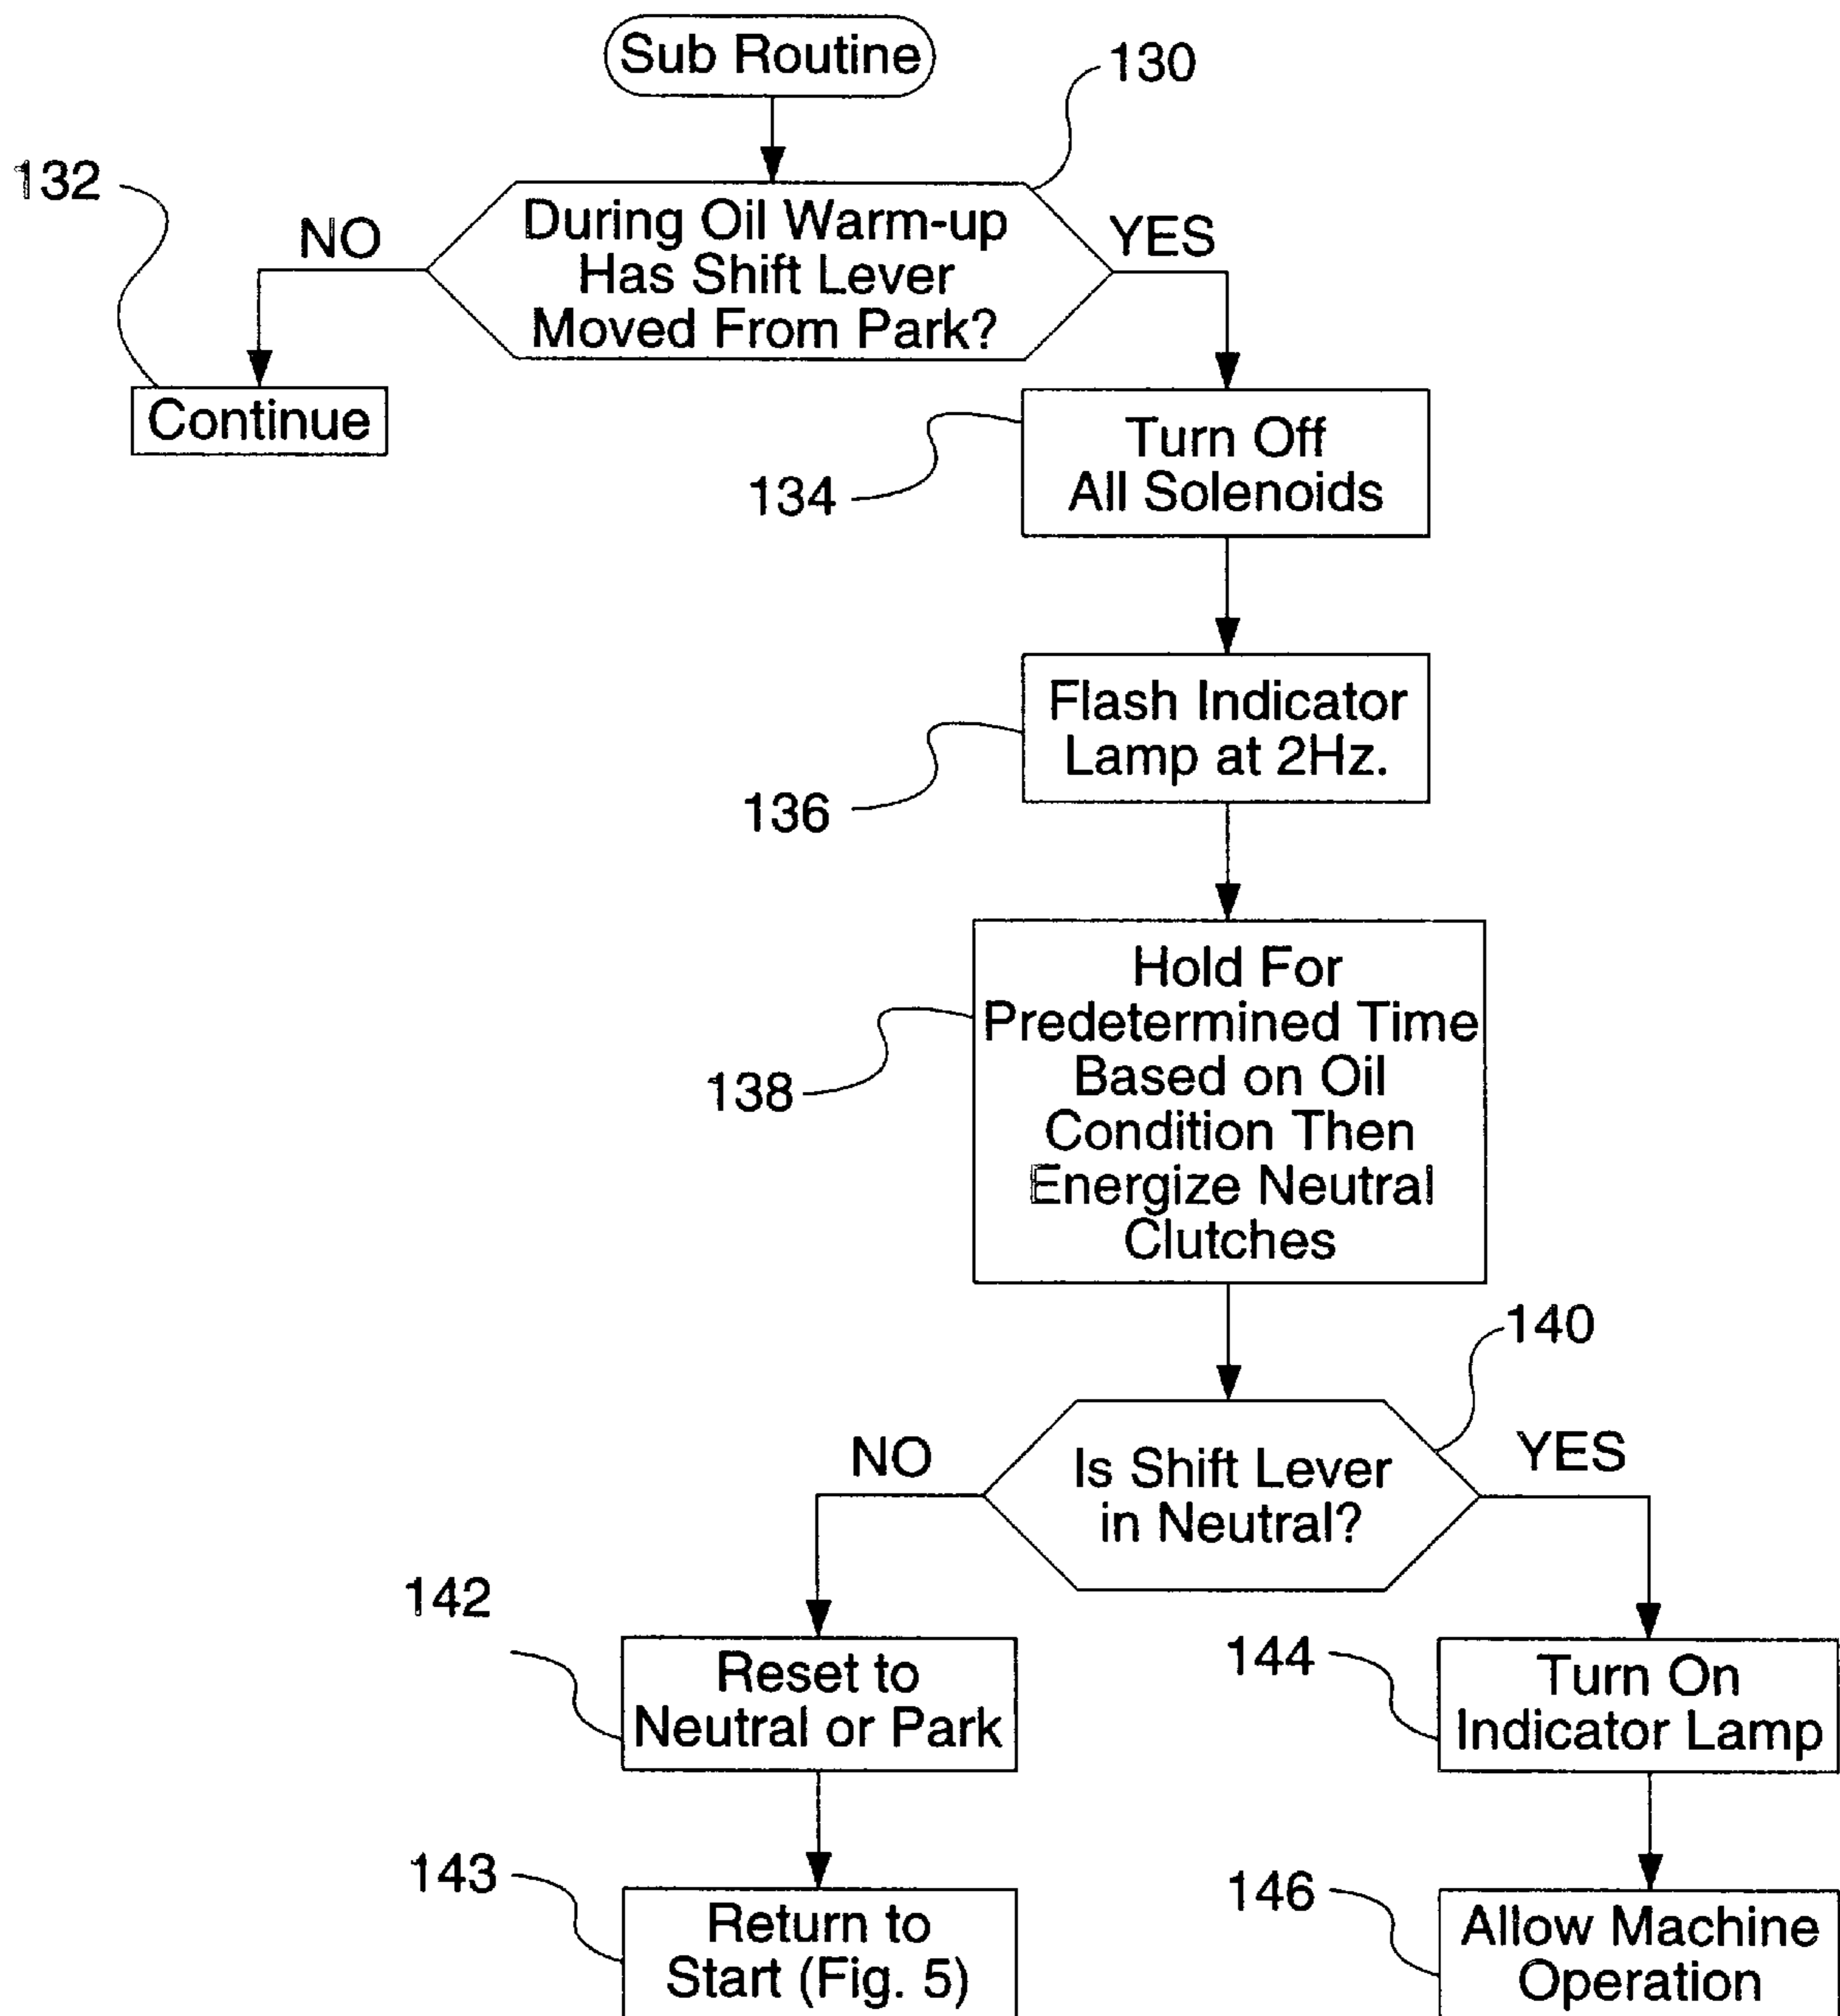 Sub Routine
130
132
During Oil Warm-up
Has Shift Lever
Moved From Park?
NO
YES
Continue
134
Turn Off
All Solenoids
136
Flash Indicator
Lamp at 2Hz.
138
Hold For
Predetermined Time
Based on Oil
Condition Then
Energize Neutral
Clutches
140
Is Shift Lever
in Neutral?
NO
YES
142
Reset to
Neutral or Park
144
Turn On
Indicator Lamp
143
Return to
Start (Fig. 5)
146
Allow Machine
Operation